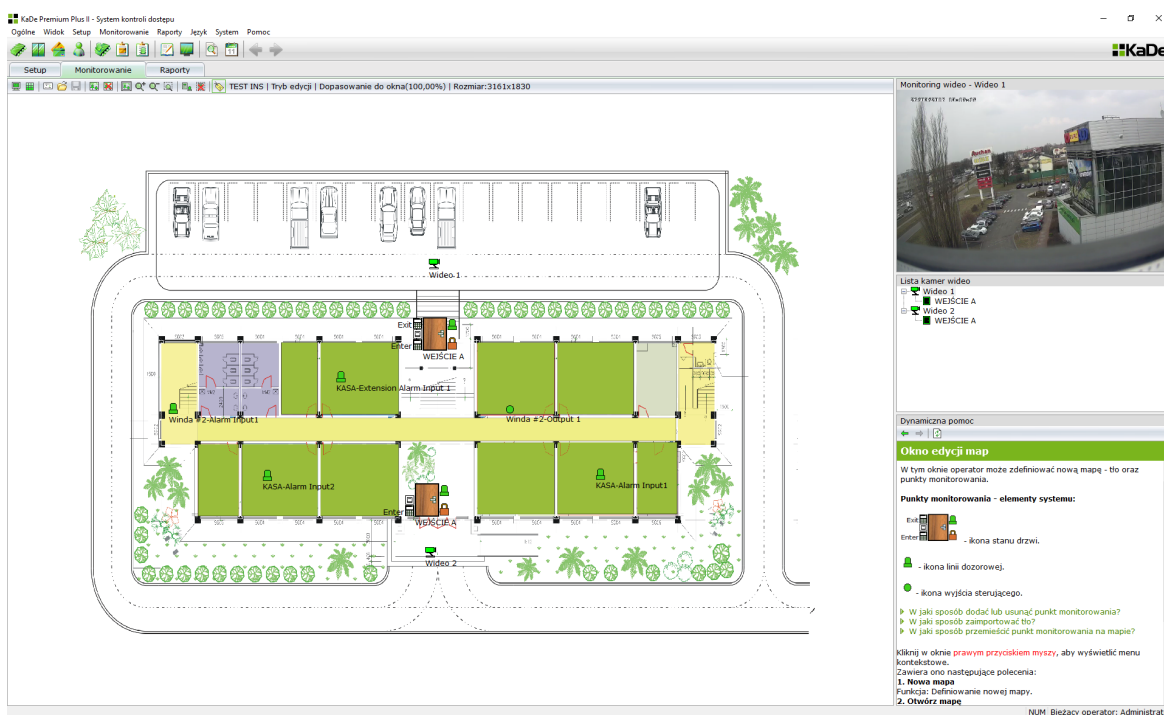 KaDe Premium Plus II - System kontroli dostępu
Ogólne Widok Setup Monitorowanie Raporty Język System Pomoc
KaDe
Setup Monitorowanie Raporty
TEST INS | Tryb edycji | Dopasowanie do okna(100,00%) | Rozmiar:3161x1830
Wideo 1
Exit
Enter
WEJŚCIE A
KASA-Extension Alarm Input 1
Winda #2-Alarm Input1
Winda #2-Output 1
KASA-Alarm Input2
KASA-Alarm Input1
Enter
WEJŚCIE A
Wideo 2
Monitoring wideo - Wideo 1
Auchan
Lista kamer wideo
Wideo 1
WEJŚCIE A
Wideo 2
WEJŚCIE A
Dynamiczna pomoc
Okno edycji map
W tym oknie operator może zdefiniować nową mapę - tło oraz
punkty monitorowania.
Punkty monitorowania - elementy systemu:
Exit
Enter
- ikona stanu drzwi.
- ikona linii dozorowej.
- ikona wyjścia sterującego.
W jaki sposób dodać lub usunąć punkt monitorowania?
W jaki sposób zaimportować tło?
W jaki sposób przemieścić punkt monitorowania na mapie?
Kliknij w oknie prawym przyciskiem myszy, aby wyświetlić menu
kontekstowe.
Zawiera ono następujące polecenia:
1. Nowa mapa
Funkcja: Definiowanie nowej mapy.
2. Otwórz mapę
NUM Bieżący operator: Administrat